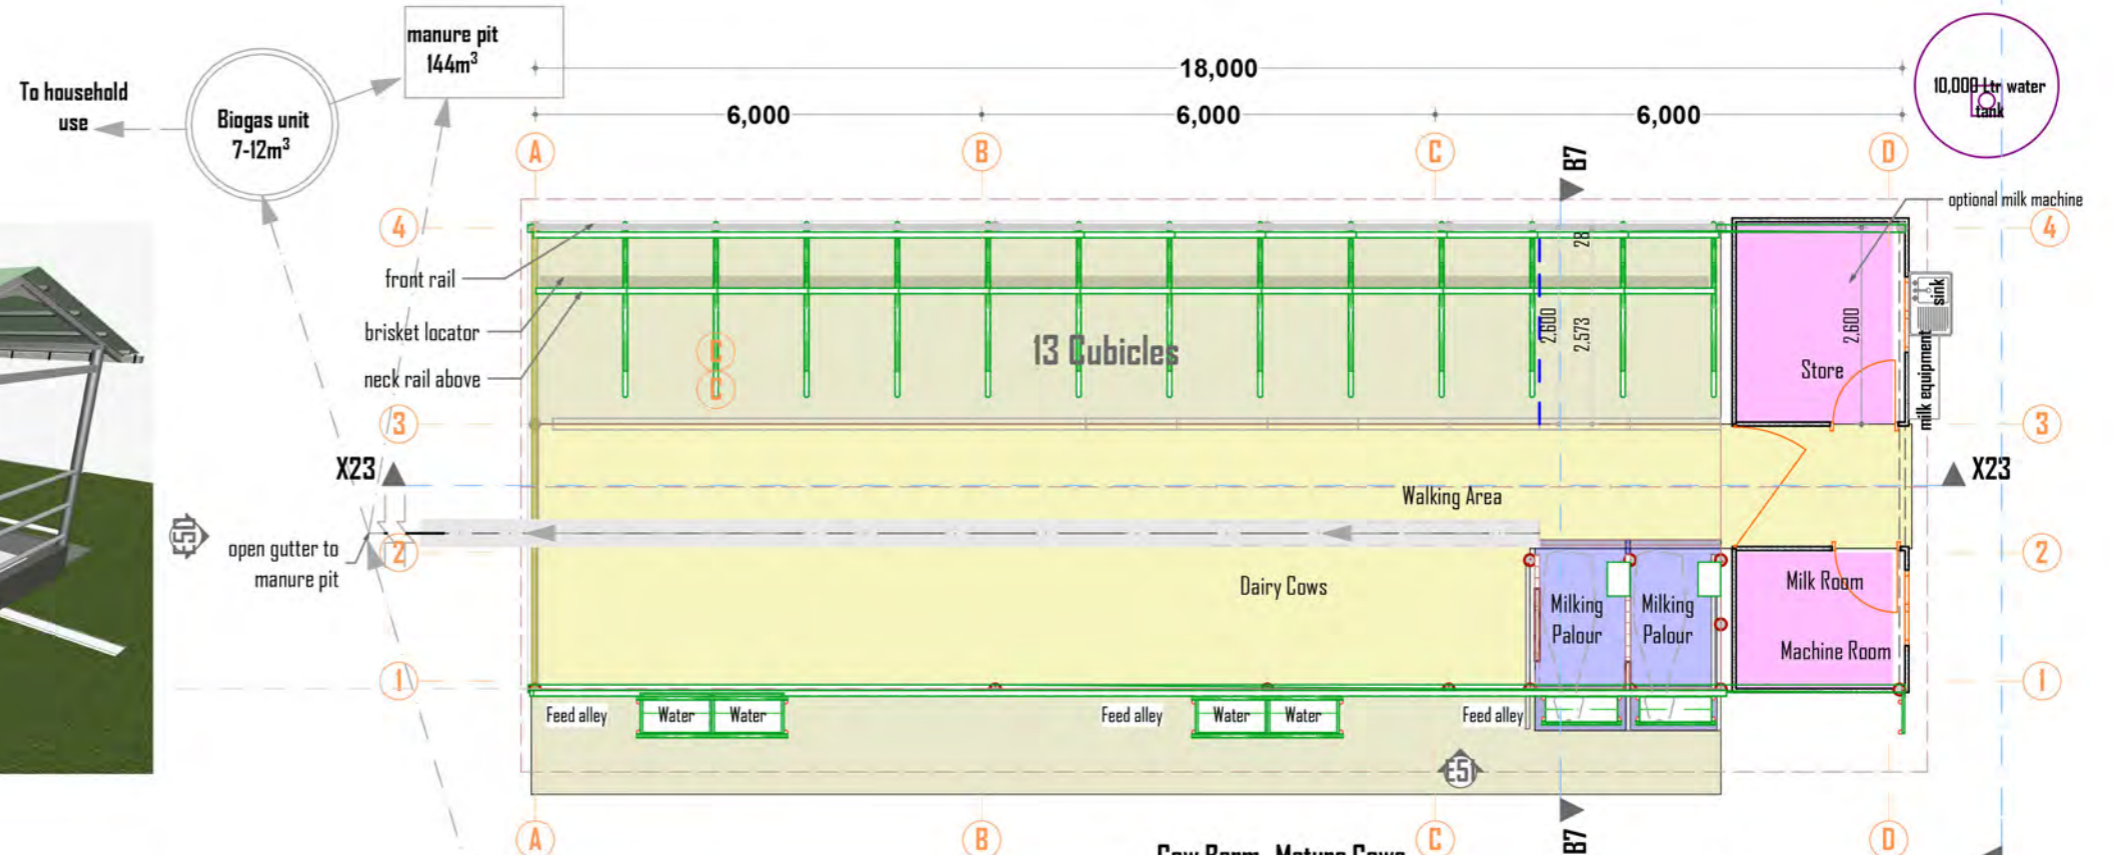 manure pit
144m³
18,000
To household
use
Biogas unit
7-12m³
6,000
6,000
6,000
10,000 Ltr water
tank
A
B
C
B7
D
optional milk machine
4
4
28
front rail
sink
brisket locator
13 Cubicles
2,600
2,573
2,600
neck rail above
Store
milk equipment
3
3
X23
X23
Walking Area
E50
open gutter to
manure pit
2
2
Dairy Cows
Milking
Palour
Milking
Palour
Milk Room
Machine Room
1
1
Feed alley
Water
Water
Feed alley
Water
Water
Feed alley
E51
A
B
C
B7
D